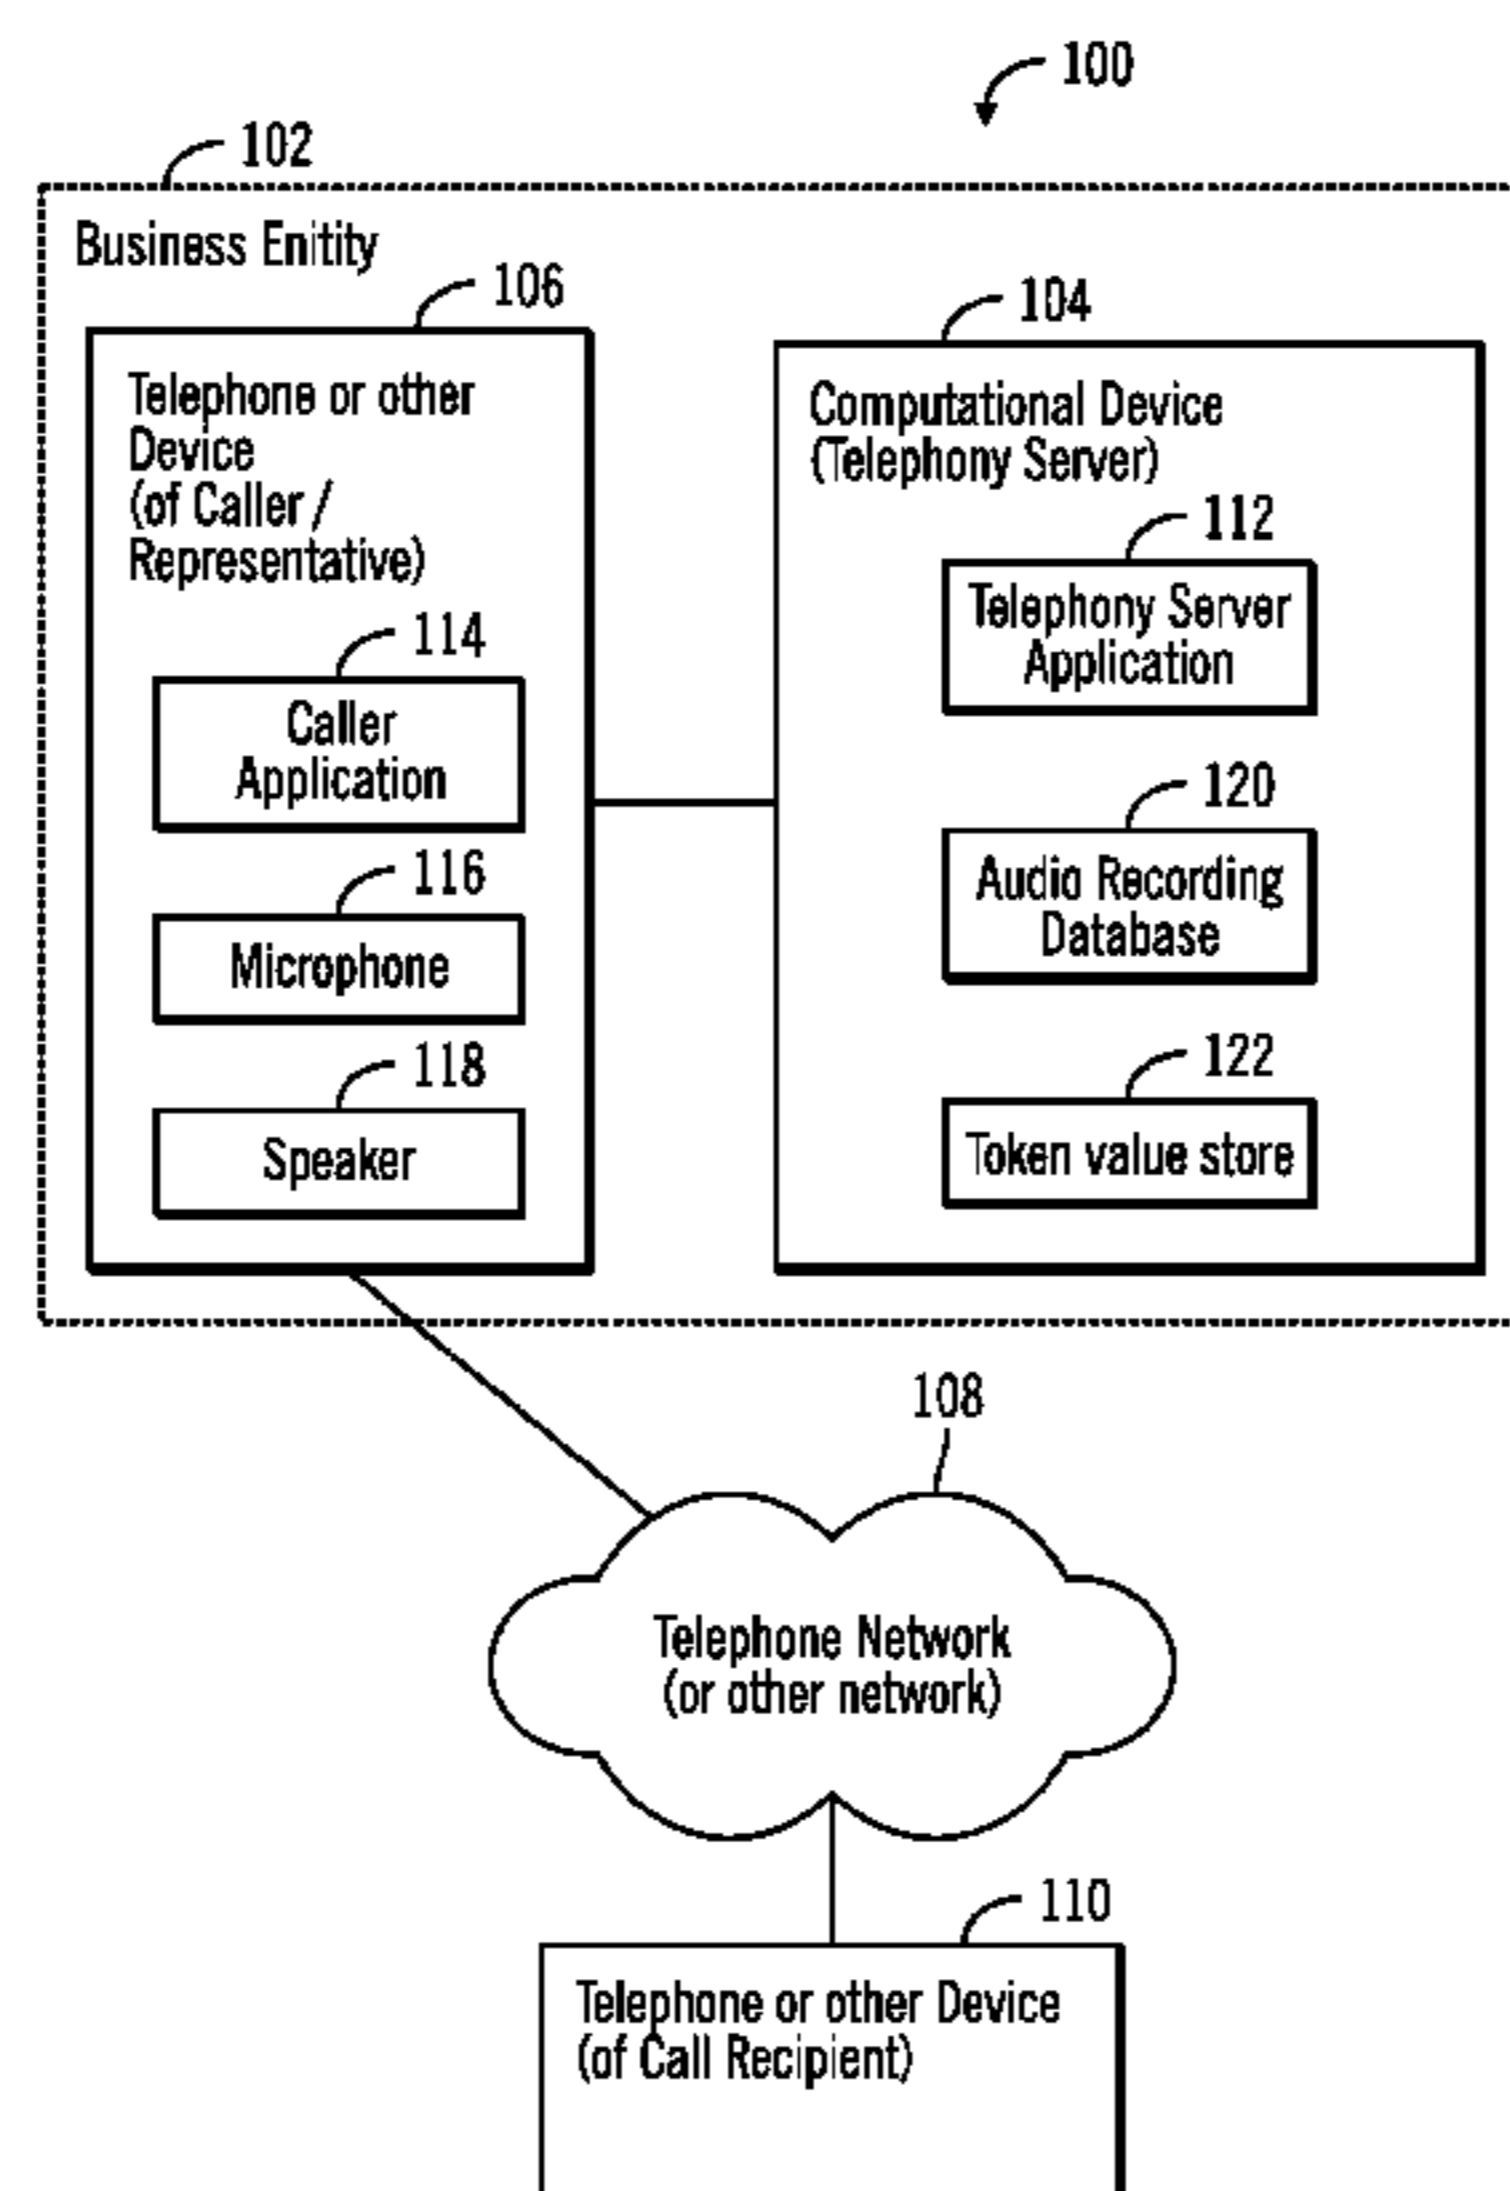 100
102
Business Enitity
106
Telephone or other
Device
(of Caller /
Representative)
114
Caller
Application
116
Microphone
118
Speaker
104
Computational Device
(Telephony Server)
112
Telephony Server
Application
120
Audio Recording
Database
122
Token value store
108
Telephone Network
(or other network)
110
Telephone or other Device
(of Call Recipient)